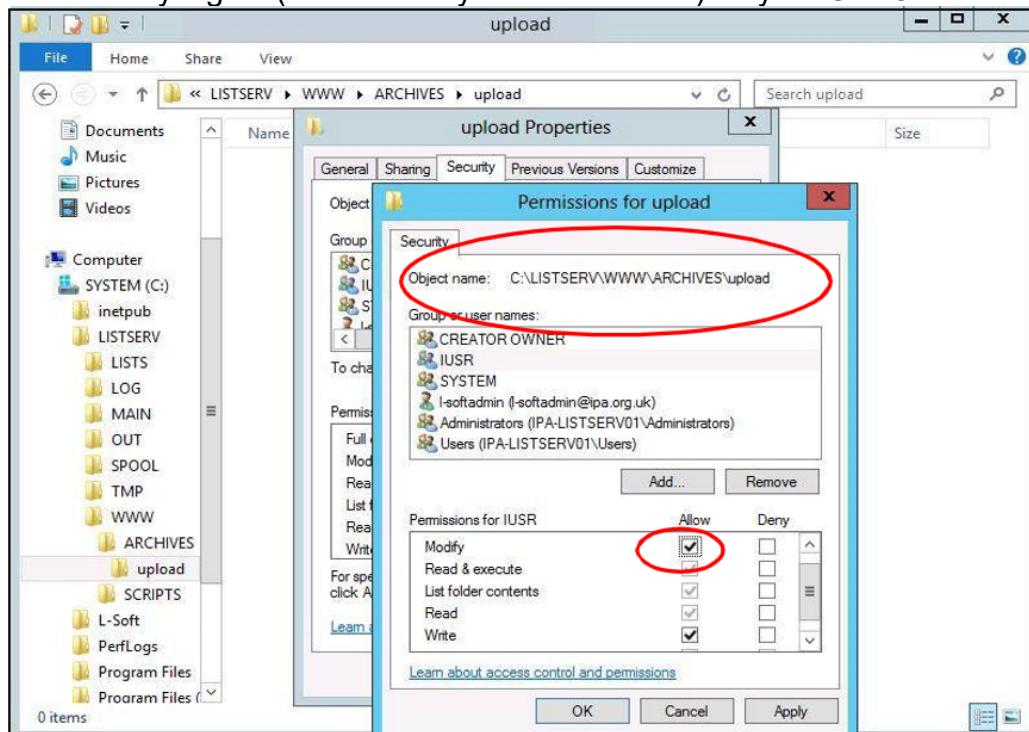 upload
File Home Share View
« LISTSERV ▸ WWW ▸ ARCHIVES ▸ upload
Search upload
Documents
Music
Pictures
Videos
Computer
SYSTEM (C:)
inetpub
LISTSERV
LISTS
LOG
MAIN
OUT
SPOOL
TMP
WWW
ARCHIVES
upload
SCRIPTS
L-Soft
PerfLogs
Program Files
Program Files (
0 items
Name
Size
upload Properties
General Sharing Security Previous Versions Customize
Object
Group
To cha
Permis
Full
Mod
Rea
List f
Rea
Write
For spe
click A
Learn
Permissions for upload
Security
Object name: C:\LISTSERV\WWW\ARCHIVES\upload
Group or user names:
CREATOR OWNER
IUSR
SYSTEM
l-softadmin (l-softadmin@ipa.org.uk)
Administrators (IPA-LISTSERV01\Administrators)
Users (IPA-LISTSERV01\Users)
Add... Remove
Permissions for IUSR Allow Deny
Modify
Read & execute
List folder contents
Read
Write
Learn about access control and permissions
OK Cancel Apply